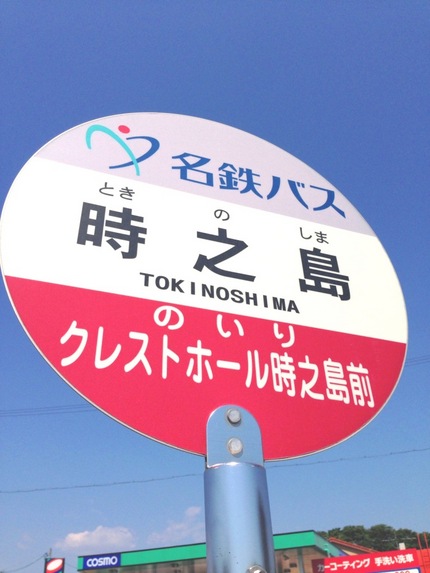 名鉄バス
とき の しま
時之島
TOKINOSHIMA
のいり
クレストホール時之島前
COSMO
カーコーティング 手洗い洗車